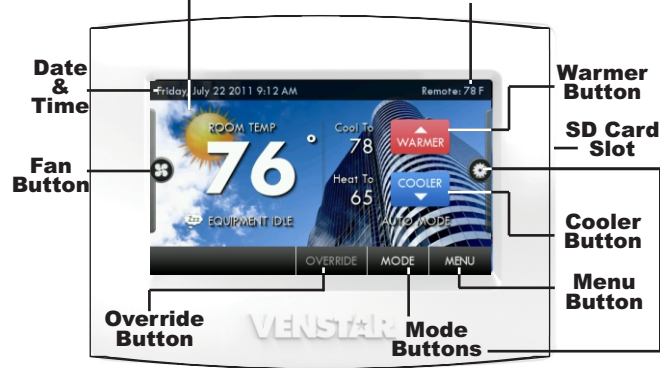 Date
&
Time
Fan
Button
Friday, July 22 2011 9:12 AM
Remote: 78 F
ROOM TEMP
76°
Cool To
78
WARMER
Heat To
65
COOLER
Zzz
EQUIPMENT IDLE
AUTO MODE
OVERRIDE
MODE
MENU
VENSTAR
Warmer
Button
SD Card
Slot
Cooler
Button
Menu
Button
Override
Button
Mode
Buttons